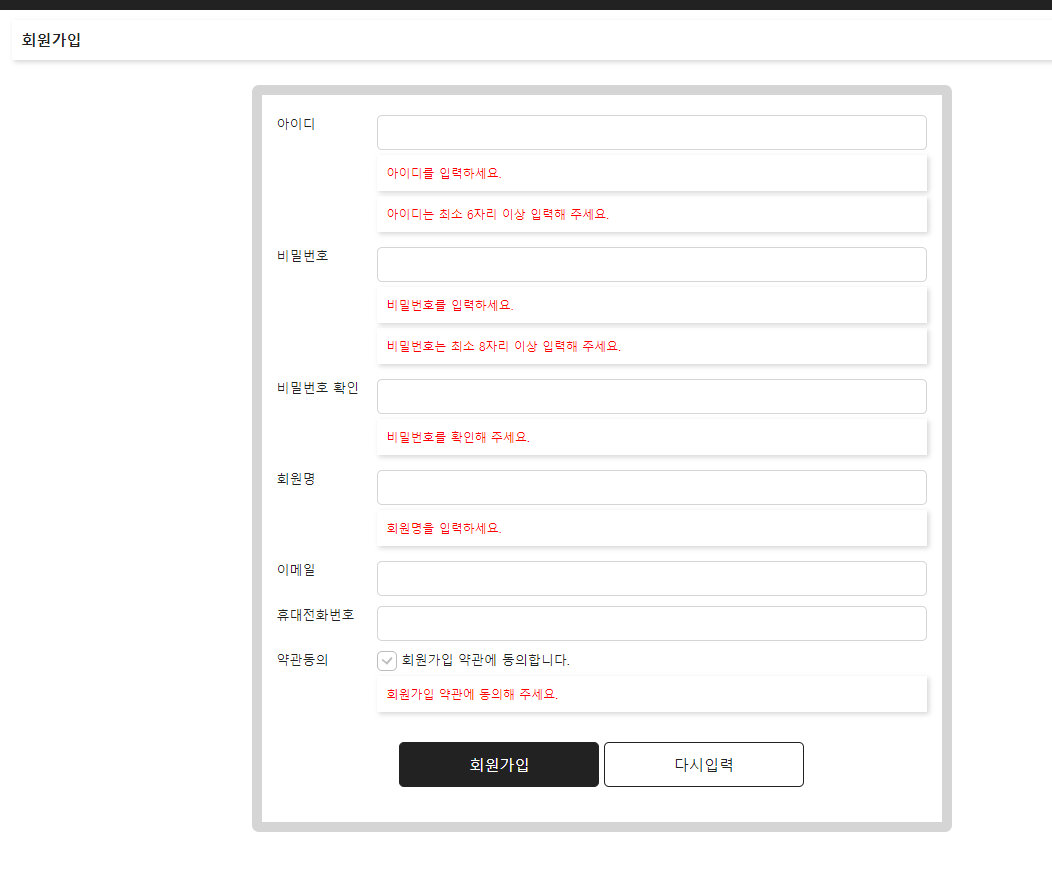 회원가입
아이디
아이디를 입력하세요.
아이디는 최소 6자리 이상 입력해 주세요.
비밀번호
비밀번호를 입력하세요.
비밀번호는 최소 8자리 이상 입력해 주세요.
비밀번호 확인
비밀번호를 확인해 주세요.
회원명
회원명을 입력하세요.
이메일
휴대전화번호
약관동의 회원가입 약관에 동의합니다.
회원가입 약관에 동의해 주세요.
회원가입 다시입력